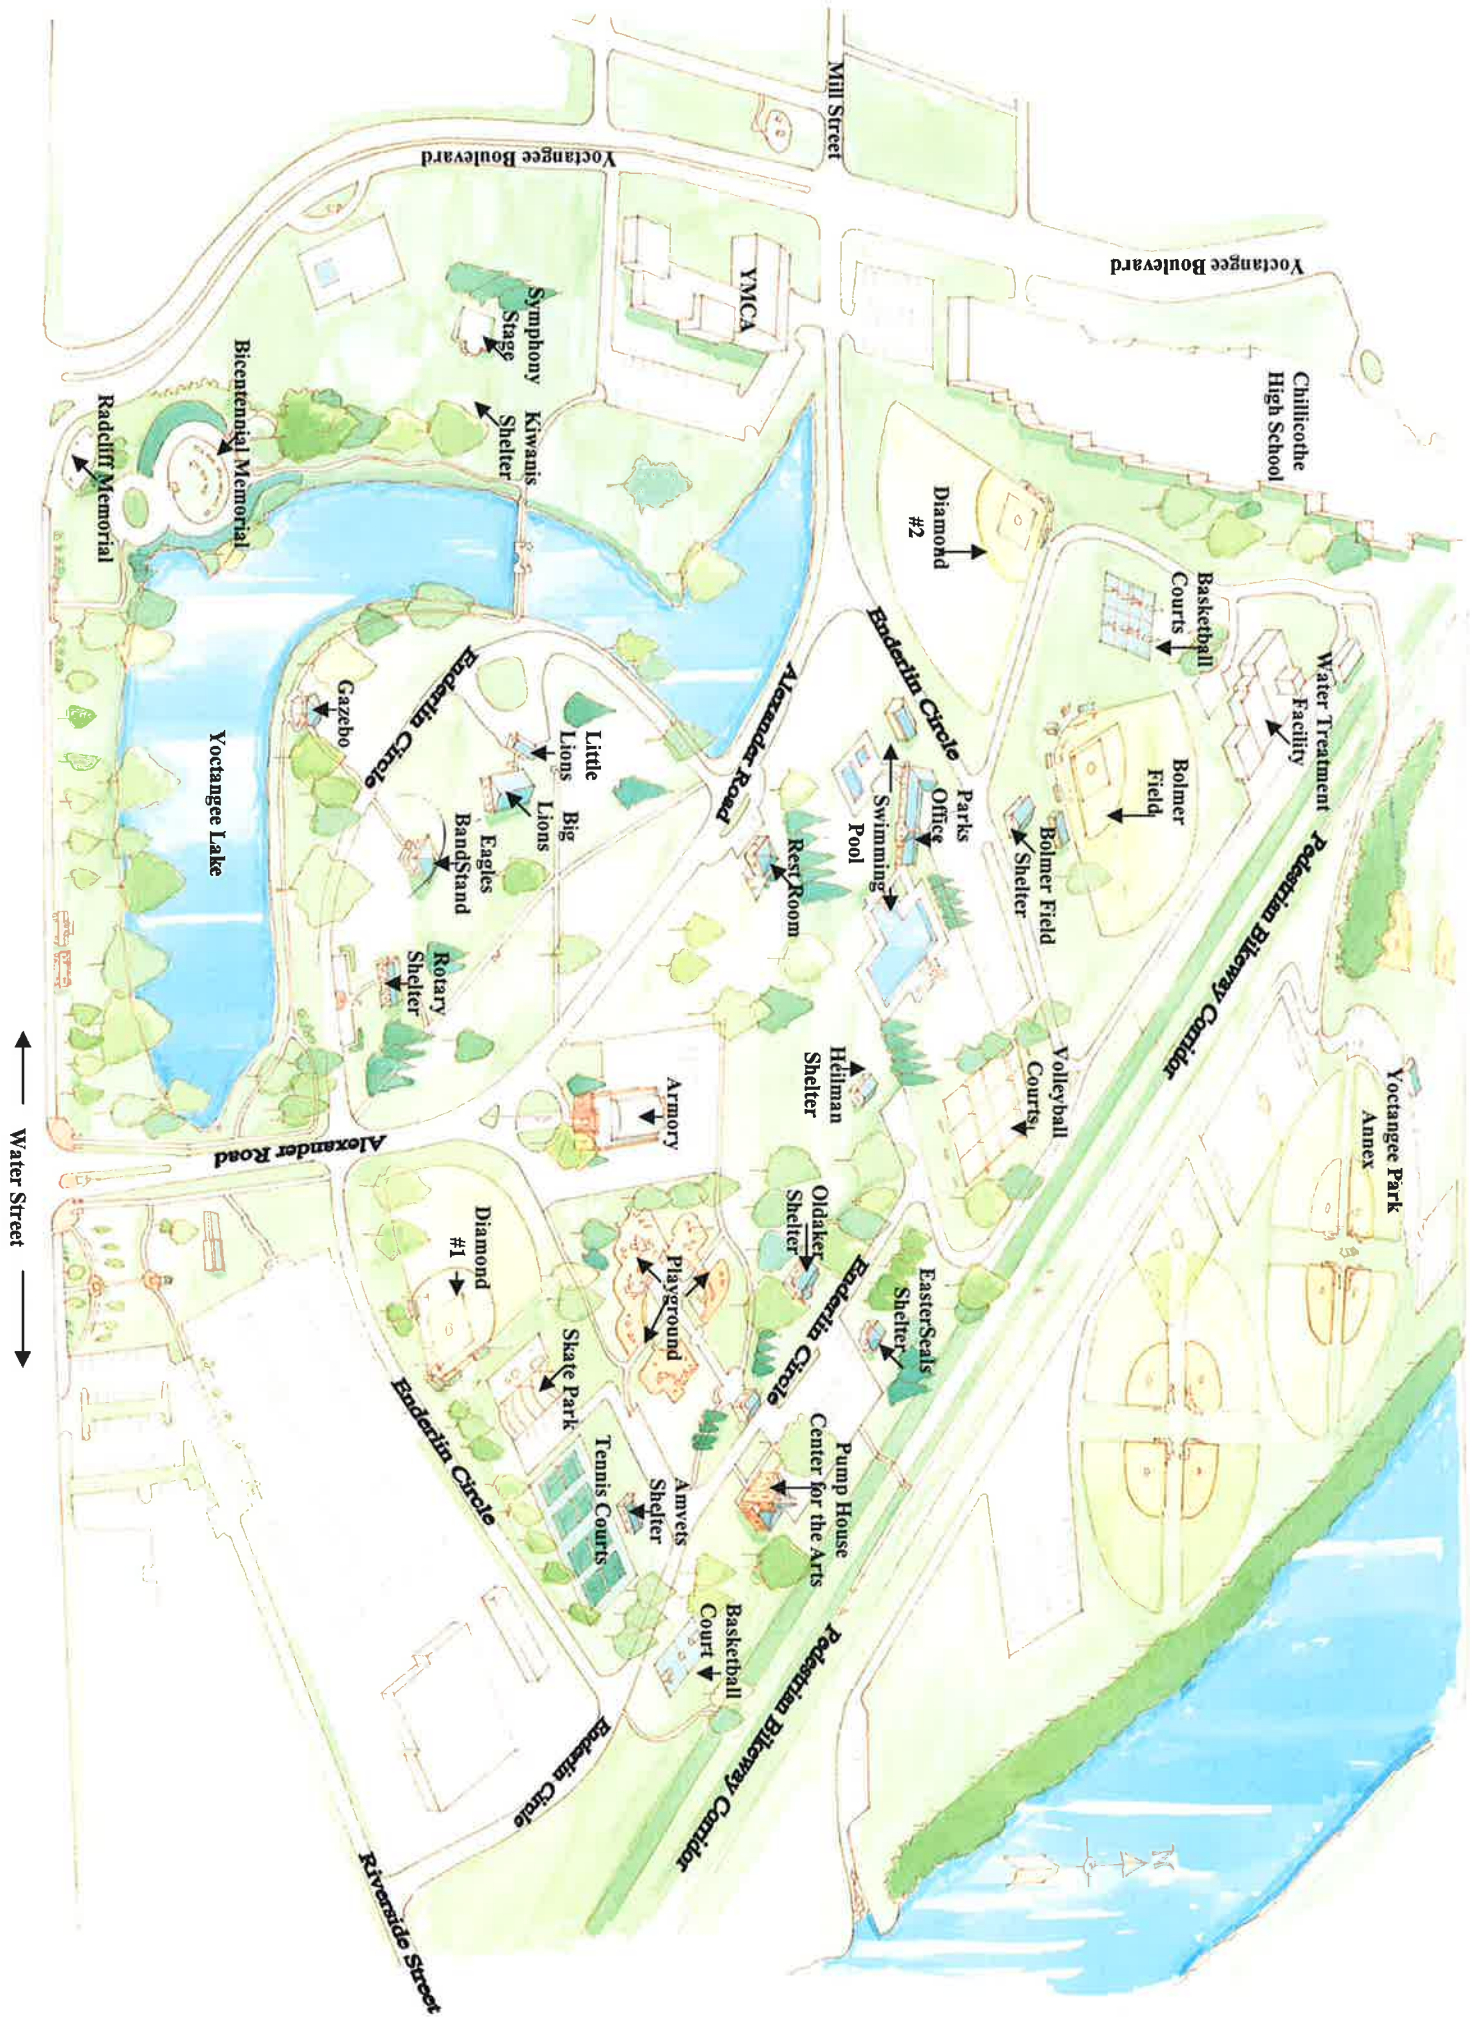 Mill Street
Yoctangee Boulevard
Yoctangee Boulevard
YMCA
Chillicothe
High School
Symphony
Stage
Kiwanis
Shelter
Bicentennial Memorial
Radcliff Memorial
Diamond
#2
Basketball
Courts
Water Treatment
Facility
Enderlin Circle
Alexander Road
Enderlin Circle
Gazebo
Little
Lions
Big
Lions
Eagles
BandStand
Yoctangee Lake
Rest Room
Swimming
Pool
Parks
Office
Bolmer
Field
Bolmer Field
Shelter
Pedestrian Bikeway Corridor
Rotary
Shelter
Armory
Heilman
Shelter
Volleyball
Courts
Yoctangee Park
Annex
Alexander Road
Water Street
Diamond
#1
Playground
Oldaker
Shelter
Enderlin Circle
EasterSeals
Shelter
Skate Park
Enderlin Circle
Tennis Courts
Amvets
Shelter
Pump House
Center for the Arts
Basketball
Court
Pedestrian Bikeway Corridor
Enderlin Circle
Riverside Street
N